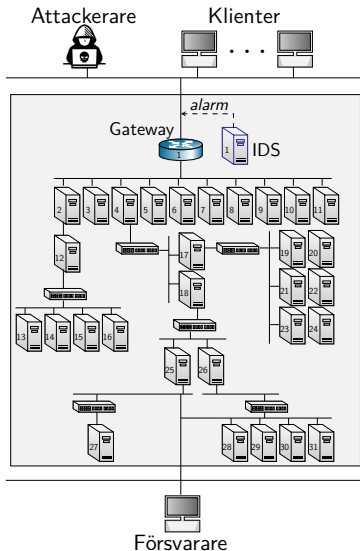 Attackerare Klienter
. . .
alarm
Gateway
1 1 IDS
2 3 4 5 6 7 8 9 10 11
12 17 19 20
18 21 22
13 14 15 16 23 24
25 26
27 28 29 30 31
Försvarare